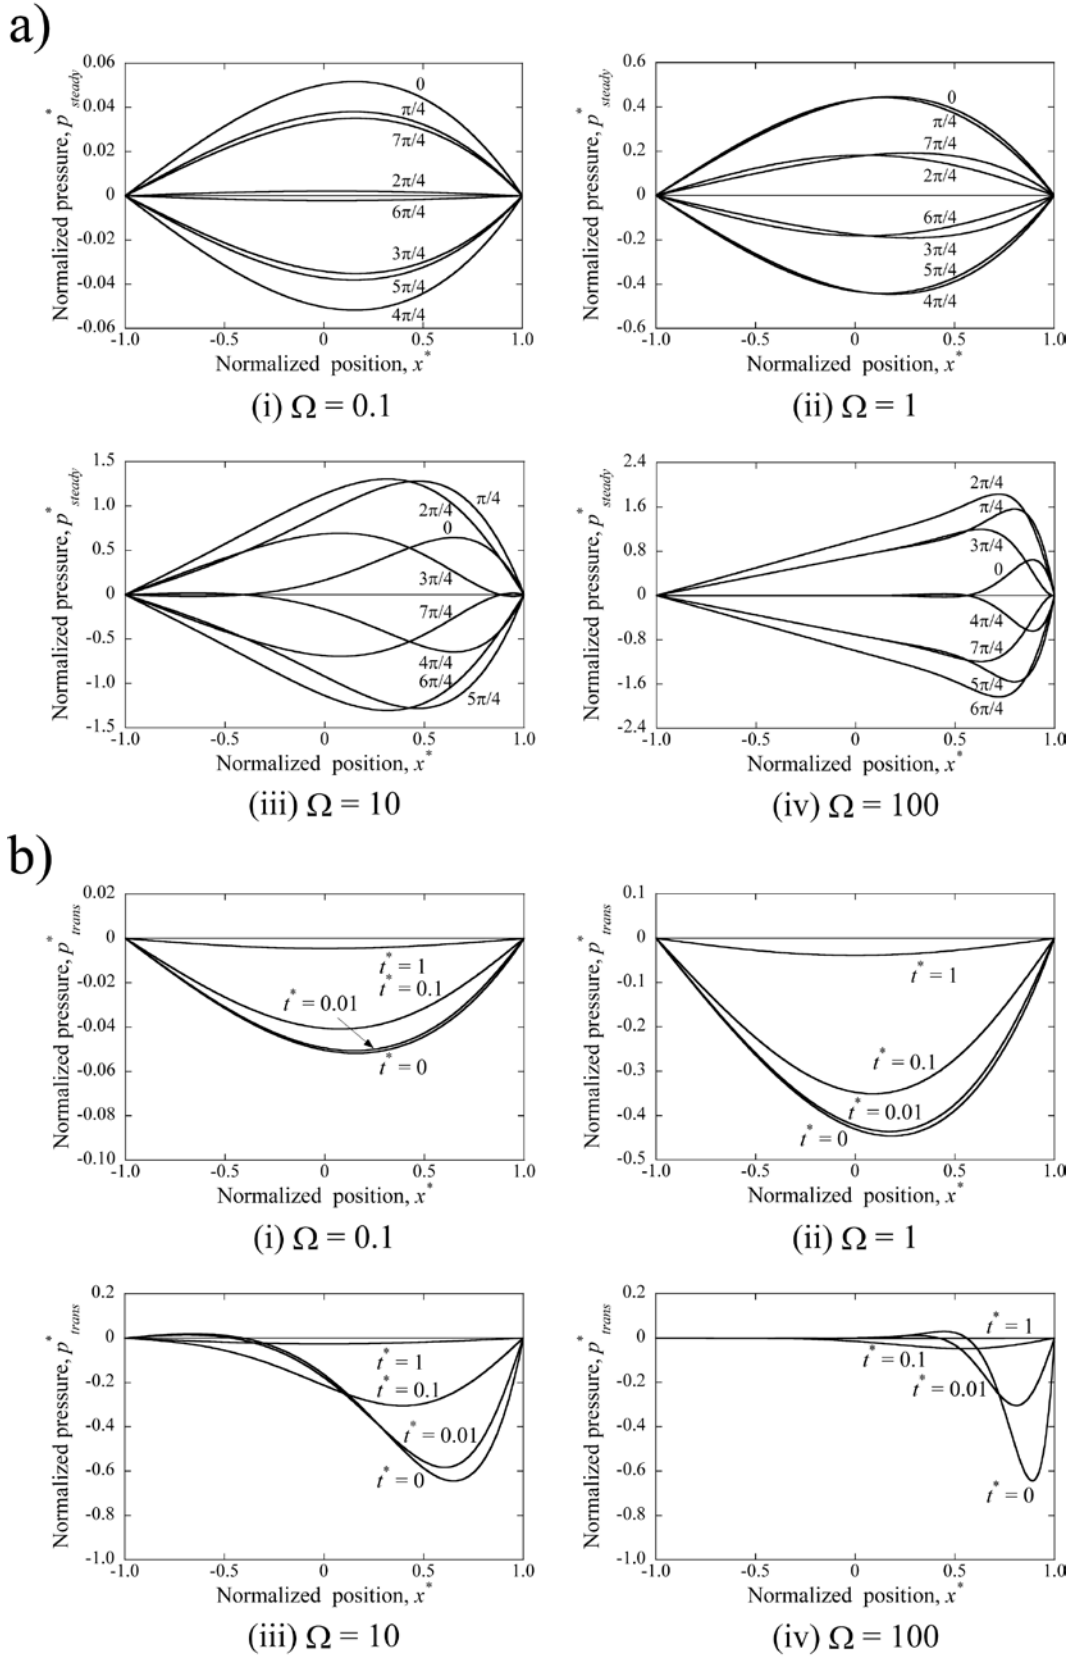 a)
Normalized pressure, p*steady
0.06
0.04
0.02
0
-0.02
-0.04
-0.06
0
π/4
7π/4
2π/4
6π/4
3π/4
5π/4
4π/4
-1.0 -0.5 0 0.5 1.0
Normalized position, x*
(i) Ω = 0.1
Normalized pressure, p*steady
0.6
0.4
0.2
0
-0.2
-0.4
-0.6
0
π/4
7π/4
2π/4
6π/4
3π/4
5π/4
4π/4
-1.0 -0.5 0 0.5 1.0
Normalized position, x*
(ii) Ω = 1
Normalized pressure, p*steady
1.5
1.0
0.5
0
-0.5
-1.0
-1.5
π/4
2π/4
0
3π/4
7π/4
4π/4
6π/4
5π/4
-1.0 -0.5 0 0.5 1.0
Normalized position, x*
(iii) Ω = 10
Normalized pressure, p*steady
2.4
1.6
0.8
0
-0.8
-1.6
-2.4
2π/4
π/4
3π/4
0
4π/4
7π/4
5π/4
6π/4
-1.0 -0.5 0 0.5 1.0
Normalized position, x*
(iv) Ω = 100
b)
Normalized pressure, p*trans
0.02
0
-0.02
-0.04
-0.06
-0.08
-0.10
t* = 1
t* = 0.1
t* = 0.01
t* = 0
-1.0 -0.5 0 0.5 1.0
Normalized position, x*
(i) Ω = 0.1
Normalized pressure, p*trans
0.1
0
-0.1
-0.2
-0.3
-0.4
-0.5
t* = 1
t* = 0.1
t* = 0.01
t* = 0
-1.0 -0.5 0 0.5 1.0
Normalized position, x*
(ii) Ω = 1
Normalized pressure, p*trans
0.2
0
-0.2
-0.4
-0.6
-0.8
-1.0
t* = 1
t* = 0.1
t* = 0.01
t* = 0
-1.0 -0.5 0 0.5 1.0
Normalized position, x*
(iii) Ω = 10
Normalized pressure, p*trans
0.2
0
-0.2
-0.4
-0.6
-0.8
-1.0
t* = 1
t* = 0.1
t* = 0.01
t* = 0
-1.0 -0.5 0 0.5 1.0
Normalized position, x*
(iv) Ω = 100